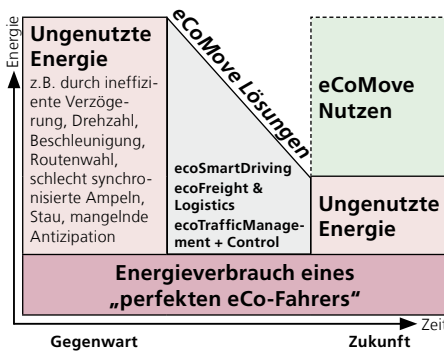 Energie
Ungenutzte
Energie
z.B. durch ineffizi-
ente Verzöge-
rung, Drehzahl,
Beschleunigung,
Routenwahl,
schlecht synchro-
nisierte Ampeln,
Stau, mangelnde
Antizipation
eCoMove Lösungen
ecoSmartDriving
ecoFreight &
Logistics
ecoTrafficManage-
ment + Control
eCoMove
Nutzen
Ungenutzte
Energie
Energieverbrauch eines
„perfekten eCo-Fahrers“
Zeit
Gegenwart
Zukunft